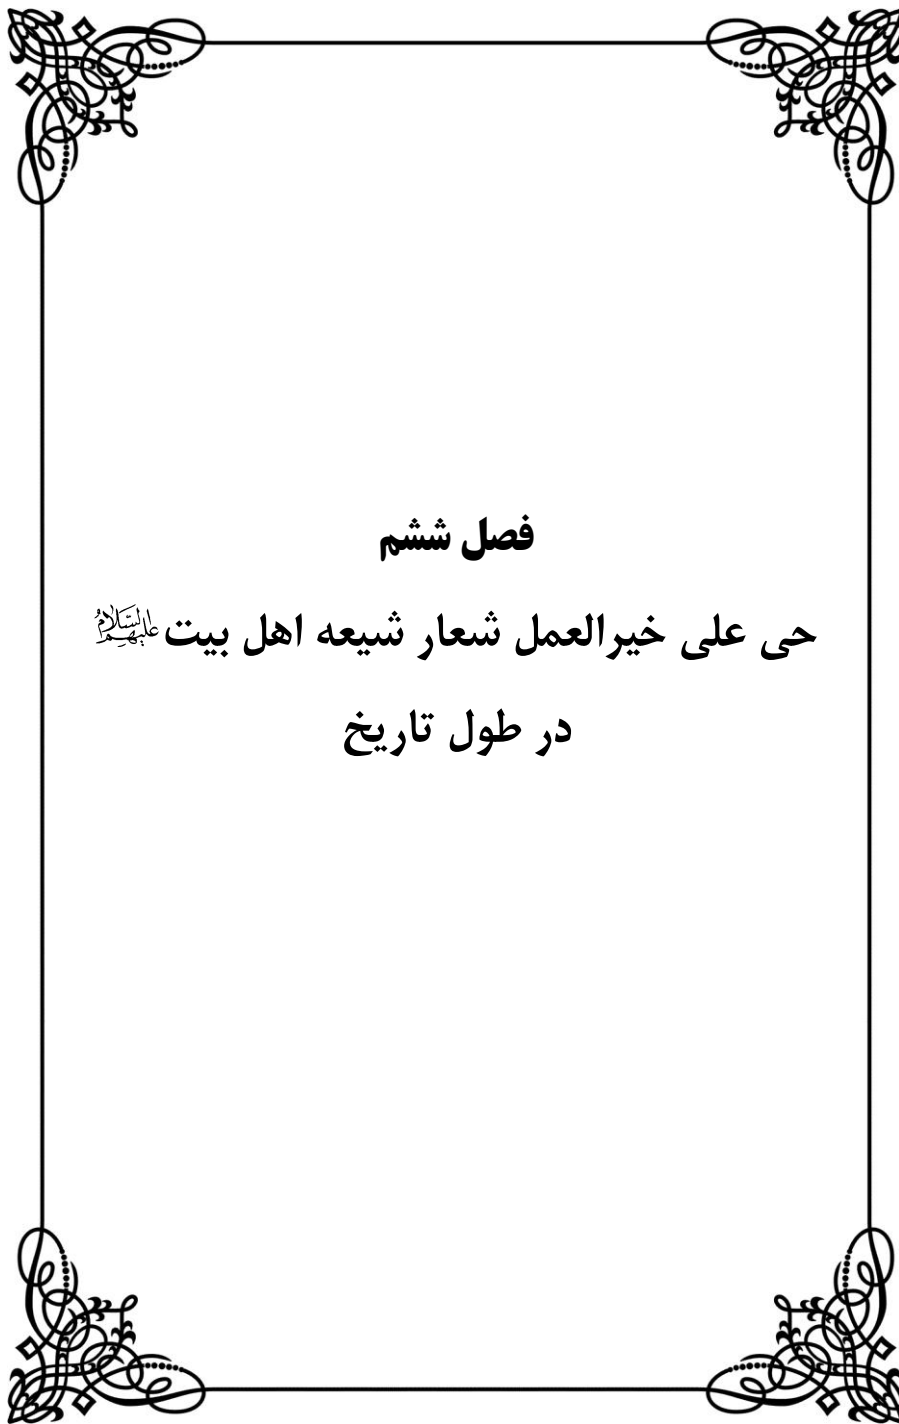 فصل ششم
حی علی خیرالعمل شعار شیعه اهل بیت علیهم‌السلام
در طول تاریخ